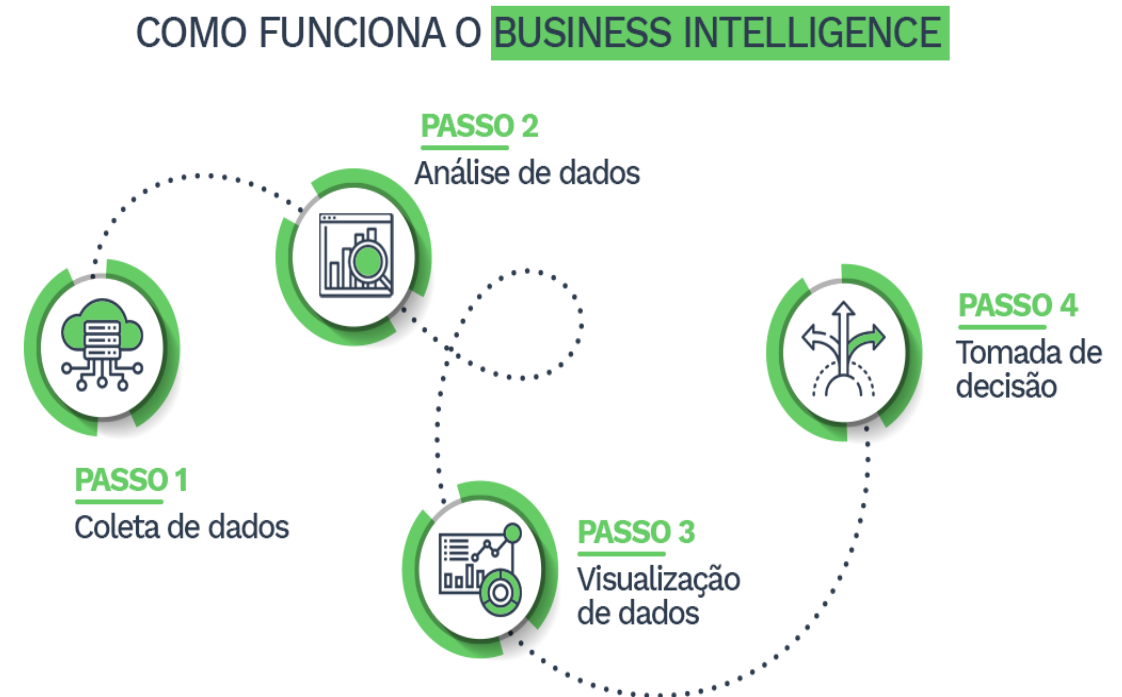 COMO FUNCIONA O BUSINESS INTELLIGENCE
PASSO 1
Coleta de dados
PASSO 2
Análise de dados
PASSO 3
Visualização
de dados
PASSO 4
Tomada de
decisão